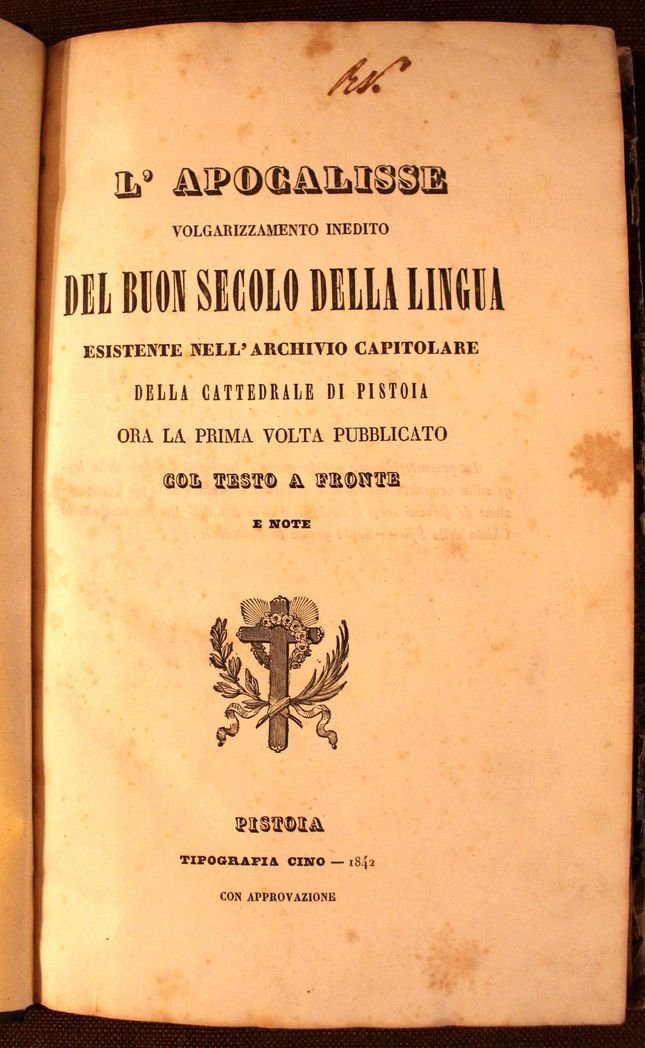 L' APOCALISSE
VOLGARIZZAMENTO INEDITO
DEL BUON SECOLO DELLA LINGUA
ESISTENTE NELL' ARCHIVIO CAPITOLARE
DELLA CATTEDRALE DI PISTOIA
ORA LA PRIMA VOLTA PUBBLICATO
COL TESTO A FRONTE
E NOTE
PISTOIA
TIPOGRAFIA CINO — 1842
CON APPROVAZIONE